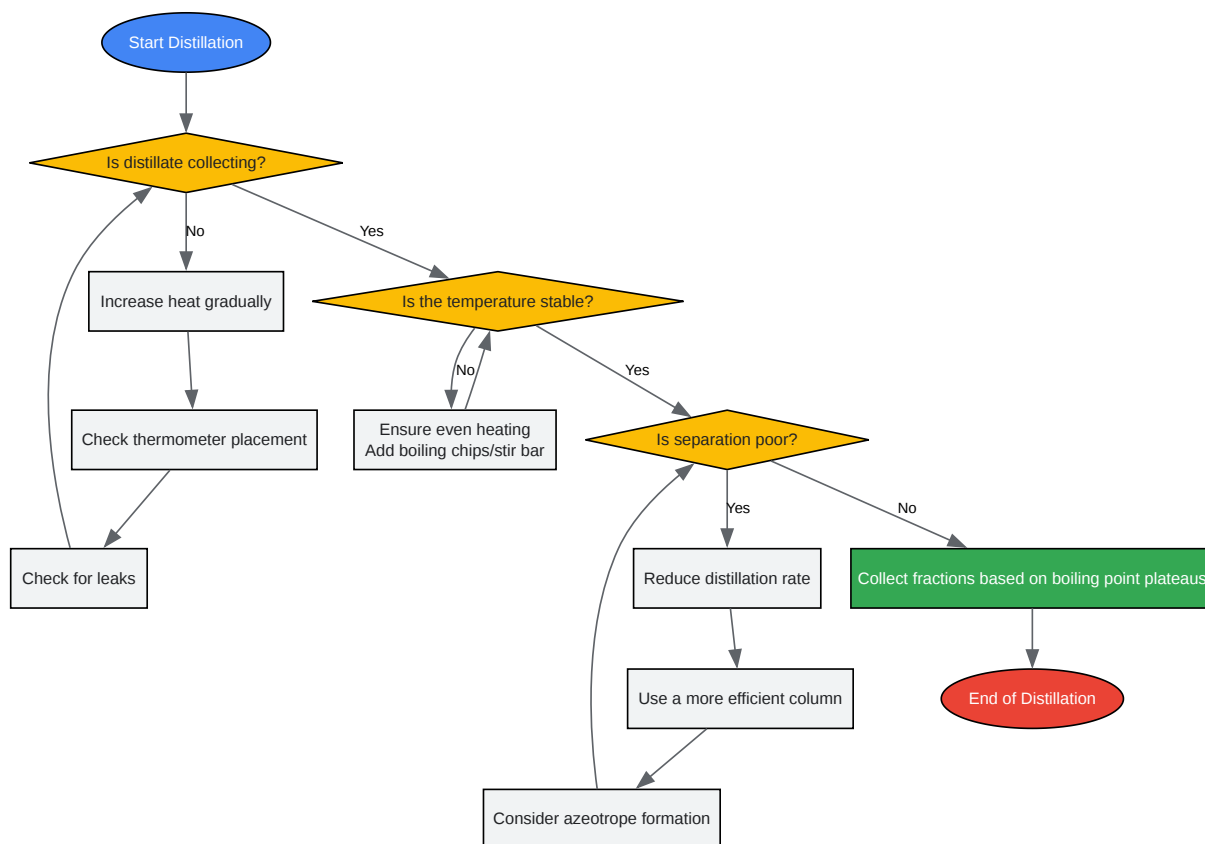 Start Distillation
Is distillate collecting?
No
Yes
Increase heat gradually
Is the temperature stable?
No
Yes
Check thermometer placement
Ensure even heating
Add boiling chips/stir bar
Is separation poor?
Yes
No
Check for leaks
Reduce distillation rate
Collect fractions based on boiling point plateaus
Use a more efficient column
End of Distillation
Consider azeotrope formation